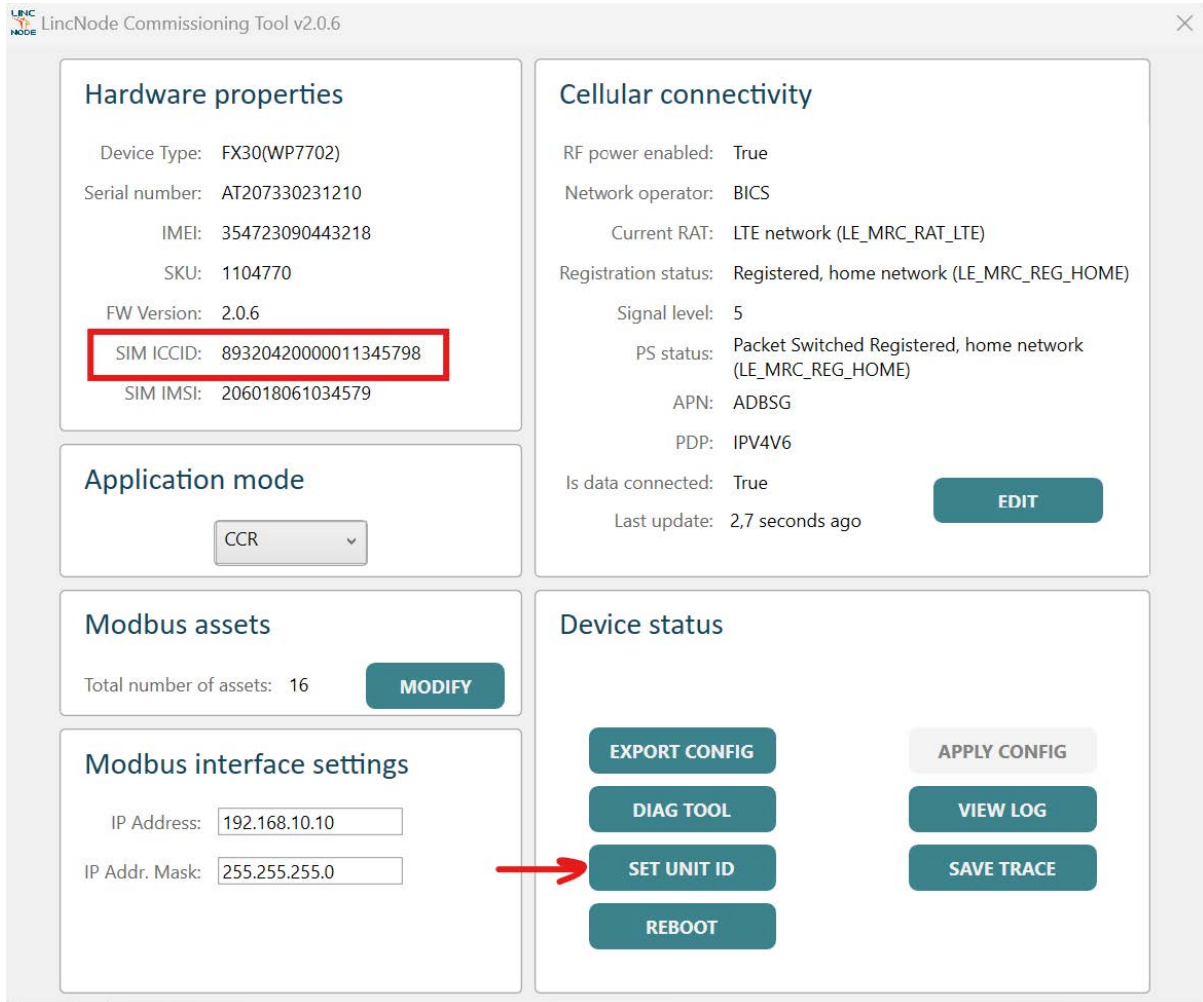 LINC
NODE
LincNode Commissioning Tool v2.0.6
Hardware properties
Device Type: FX30(WP7702)
Serial number: AT207330231210
IMEI: 354723090443218
SKU: 1104770
FW Version: 2.0.6
SIM ICCID: 89320420000011345798
SIM IMSI: 206018061034579
Application mode
CCR
Modbus assets
Total number of assets: 16
MODIFY
Modbus interface settings
IP Address: 192.168.10.10
IP Addr. Mask: 255.255.255.0
Cellular connectivity
RF power enabled: True
Network operator: BICS
Current RAT: LTE network (LE_MRC_RAT_LTE)
Registration status: Registered, home network (LE_MRC_REG_HOME)
Signal level: 5
PS status: Packet Switched Registered, home network
(LE_MRC_REG_HOME)
APN: ADBSG
PDP: IPV4V6
Is data connected: True
Last update: 2,7 seconds ago
EDIT
Device status
EXPORT CONFIG
APPLY CONFIG
DIAG TOOL
VIEW LOG
SET UNIT ID
SAVE TRACE
REBOOT